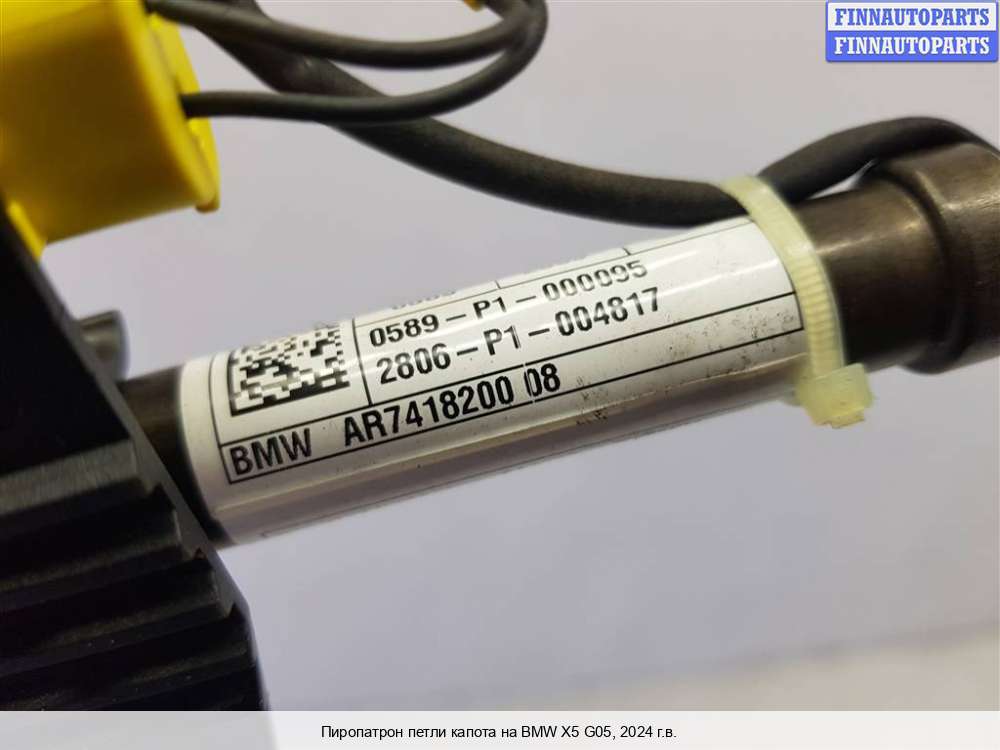 FINNAUTOPARTS
FINNAUTOPARTS
0589-P1-000095
2806-P1-004817
BMW AR7418200 08
Пиропатрон петли капота на BMW X5 G05, 2024 г.в.